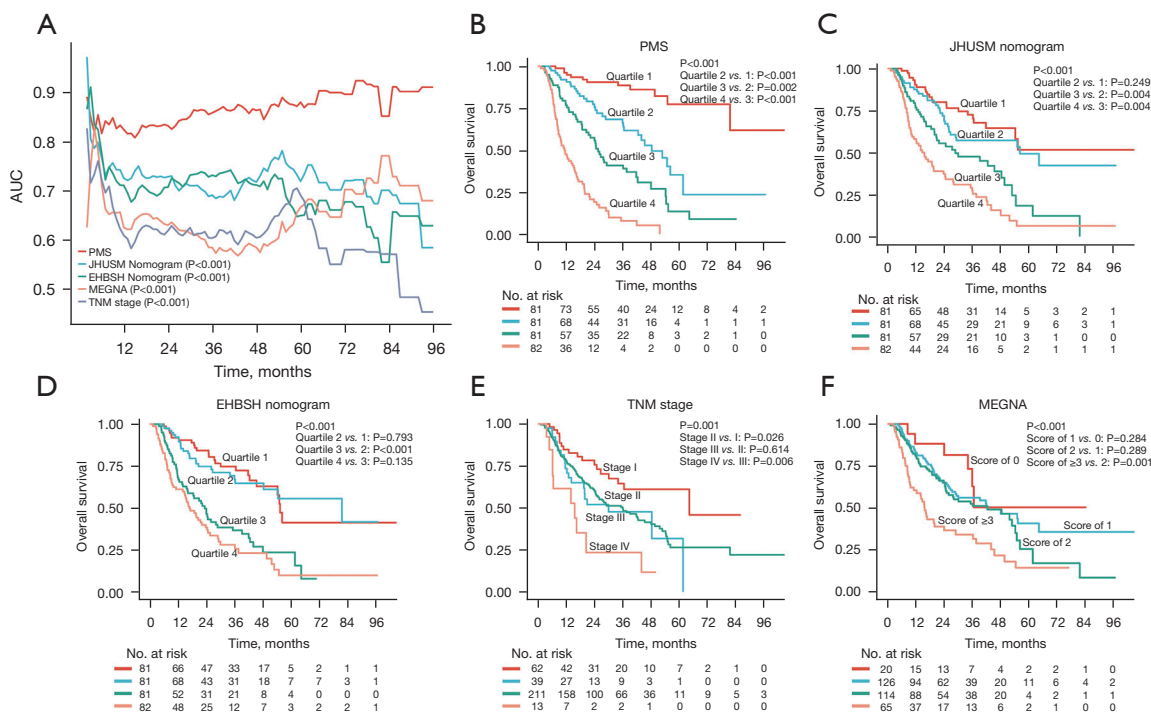 A
AUC
0.9
0.8
0.7
0.6
0.5
PMS
JHUSM Nomogram (P<0.001)
EHBSH Nomogram (P<0.001)
MEGNA (P<0.001)
TNM stage (P<0.001)
12 24 36 48 60 72 84 96
Time, months
B
PMS
Overall survival
1.00
0.75
0.50
0.25
0.00
P<0.001
Quartile 2 vs. 1: P<0.001
Quartile 3 vs. 2: P=0.002
Quartile 4 vs. 3: P<0.001
Quartile 1
Quartile 2
Quartile 3
Quartile 4
0 12 24 36 48 60 72 84 96
Time, months
No. at risk
81 73 55 40 24 12 8 4 2
81 68 44 31 16 4 1 1 1
81 57 35 22 8 3 2 1 0
82 36 12 4 2 0 0 0 0
C
JHUSM nomogram
Overall survival
1.00
0.75
0.50
0.25
0.00
P<0.001
Quartile 2 vs. 1: P=0.249
Quartile 3 vs. 2: P=0.004
Quartile 4 vs. 3: P=0.004
Quartile 1
Quartile 2
Quartile 3
Quartile 4
0 12 24 36 48 60 72 84 96
Time, months
No. at risk
81 65 48 31 14 5 3 2 1
81 68 45 29 21 9 6 3 1
81 57 29 21 10 3 1 0 0
82 44 24 16 5 2 1 1 1
D
EHBSH nomogram
Overall survival
1.00
0.75
0.50
0.25
0.00
P<0.001
Quartile 2 vs. 1: P=0.793
Quartile 3 vs. 2: P<0.001
Quartile 4 vs. 3: P=0.135
Quartile 1
Quartile 2
Quartile 3
Quartile 4
0 12 24 36 48 60 72 84 96
Time, months
No. at risk
81 66 47 33 17 5 2 1 1
81 68 43 31 18 7 7 3 1
81 52 31 21 8 4 0 0 0
82 48 25 12 7 3 2 2 1
E
TNM stage
Overall survival
1.00
0.75
0.50
0.25
0.00
P=0.001
Stage II vs. I: P=0.026
Stage III vs. II: P=0.614
Stage IV vs. III: P=0.006
Stage I
Stage II
Stage III
Stage IV
0 12 24 36 48 60 72 84 96
Time, months
No. at risk
62 42 31 20 10 7 2 1 0
39 27 13 9 3 1 0 0 0
211 158 100 66 36 11 9 5 3
13 7 2 2 1 0 0 0 0
F
MEGNA
Overall survival
1.00
0.75
0.50
0.25
0.00
P<0.001
Score of 1 vs. 0: P=0.284
Score of 2 vs. 1: P=0.289
Score of ≥3 vs. 2: P=0.001
Score of 0
Score of ≥3
Score of 1
Score of 2
0 12 24 36 48 60 72 84 96
Time, months
No. at risk
20 15 13 7 4 2 2 1 0
126 94 62 39 20 11 6 4 2
114 88 54 38 20 4 2 1 1
65 37 17 13 6 2 1 0 0